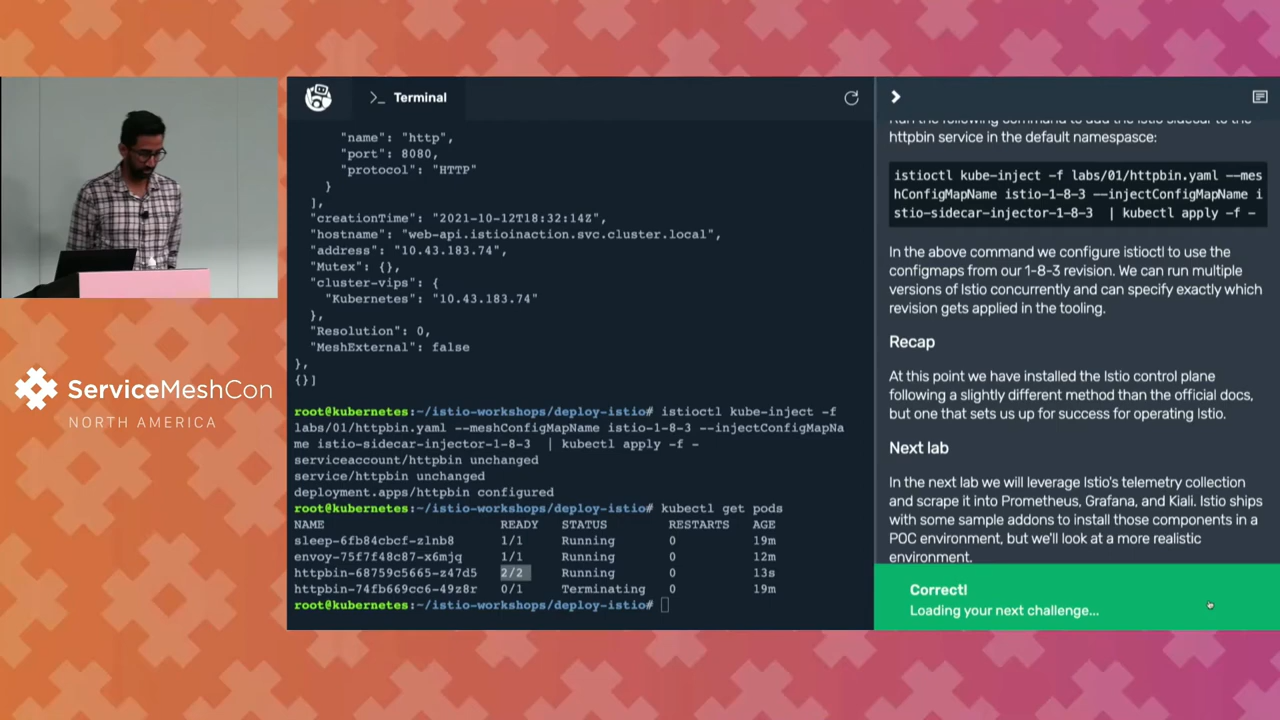 >_ Terminal
"name": "http",
"port": 8080,
"protocol": "HTTP"
}
],
"creationTime": "2021-10-12T18:32:14Z",
"hostname": "web-api.istioinaction.svc.cluster.local",
"address": "10.43.183.74",
"Mutex": {},
"cluster-vips": {
"Kubernetes": "10.43.183.74"
},
"Resolution": 0,
"MeshExternal": false
},
{}]
root@kubernetes:~/istio-workshops/deploy-istio# istioctl kube-inject -f
labs/01/httpbin.yaml --meshConfigMapName istio-1-8-3 --injectConfigMapNa
me istio-sidecar-injector-1-8-3 | kubectl apply -f -
serviceaccount/httpbin unchanged
service/httpbin unchanged
deployment.apps/httpbin configured
root@kubernetes:~/istio-workshops/deploy-istio# kubectl get pods
NAME READY STATUS RESTARTS AGE
sleep-6fb84cbcf-zlnb8 1/1 Running 0 19m
envoy-75f7f48c87-x6mjq 1/1 Running 0 12m
httpbin-68759c5665-z47d5 2/2 Running 0 13s
httpbin-74fb669cc6-49z8r 0/1 Terminating 0 19m
root@kubernetes:~/istio-workshops/deploy-istio#
Run the following command to add the Istio sidecar to the
httpbin service in the default namespasce:
istioctl kube-inject -f labs/01/httpbin.yaml --mes
hConfigMapName istio-1-8-3 --injectConfigMapName i
stio-sidecar-injector-1-8-3 | kubectl apply -f -
In the above command we configure istioctl to use the
configmaps from our 1-8-3 revision. We can run multiple
versions of Istio concurrently and can specify exactly which
revision gets applied in the tooling.
Recap
At this point we have installed the Istio control plane
following a slightly different method than the official docs,
but one that sets us up for success for operating Istio.
Next lab
In the next lab we will leverage Istio's telemetry collection
and scrape it into Prometheus, Grafana, and Kiali. Istio ships
with some sample addons to install those components in a
POC environment, but we'll look at a more realistic
environment.
Correct!
Loading your next challenge...
ServiceMeshCon
NORTH AMERICA